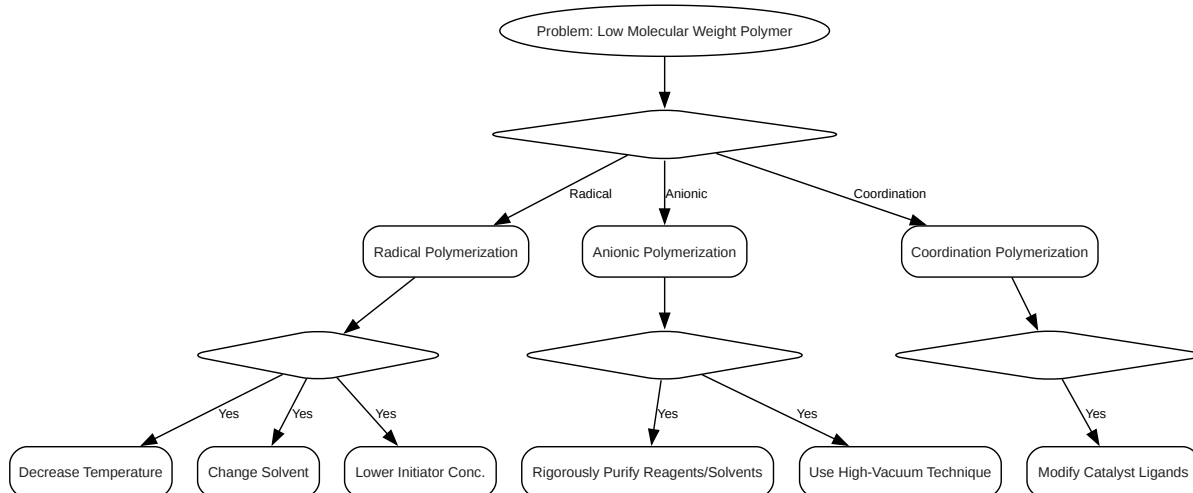 Problem: Low Molecular Weight Polymer
Radical
Anionic
Coordination
Radical Polymerization
Anionic Polymerization
Coordination Polymerization
Yes
Yes
Yes
Yes
Yes
Yes
Decrease Temperature
Change Solvent
Lower Initiator Conc.
Rigorously Purify Reagents/Solvents
Use High-Vacuum Technique
Modify Catalyst Ligands